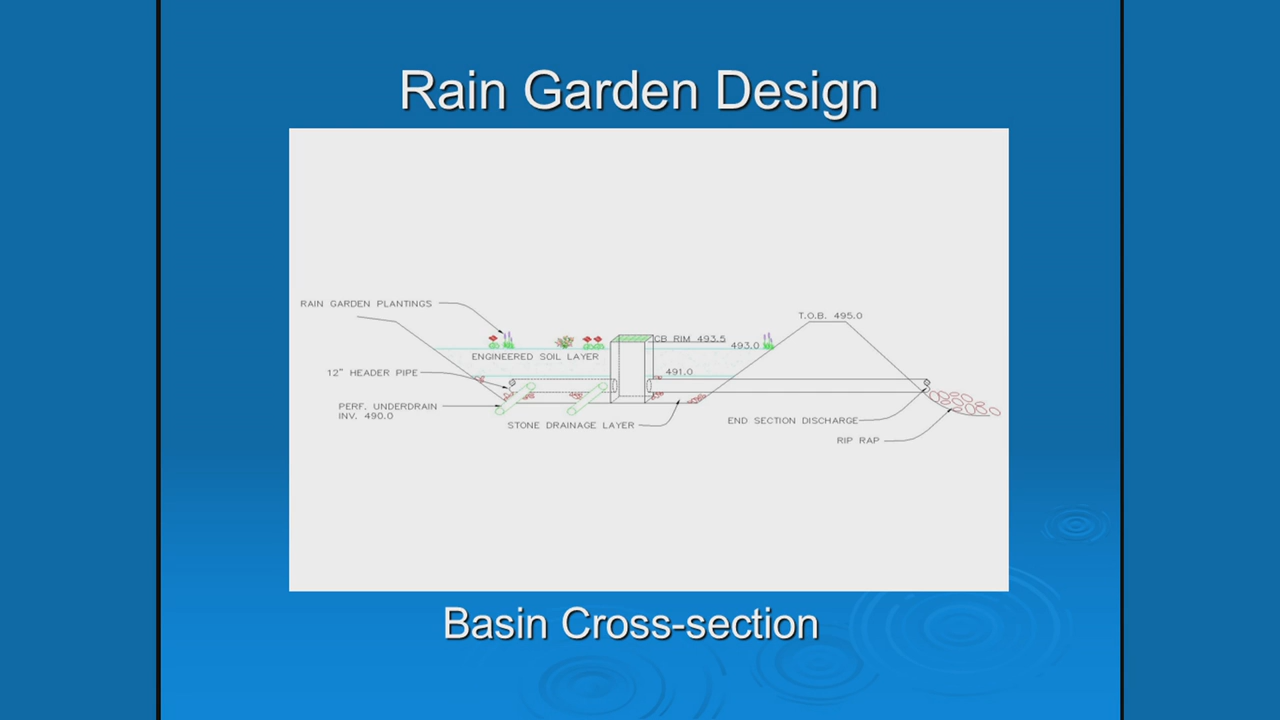 Rain Garden Design
RAIN GARDEN PLANTINGS
T.O.B. 495.0
CB RIM 493.5
493.0
ENGINEERED SOIL LAYER
12" HEADER PIPE
491.0
PERF. UNDERDRAIN
INV. 490.0
STONE DRAINAGE LAYER
END SECTION DISCHARGE
RIP RAP
Basin Cross-section